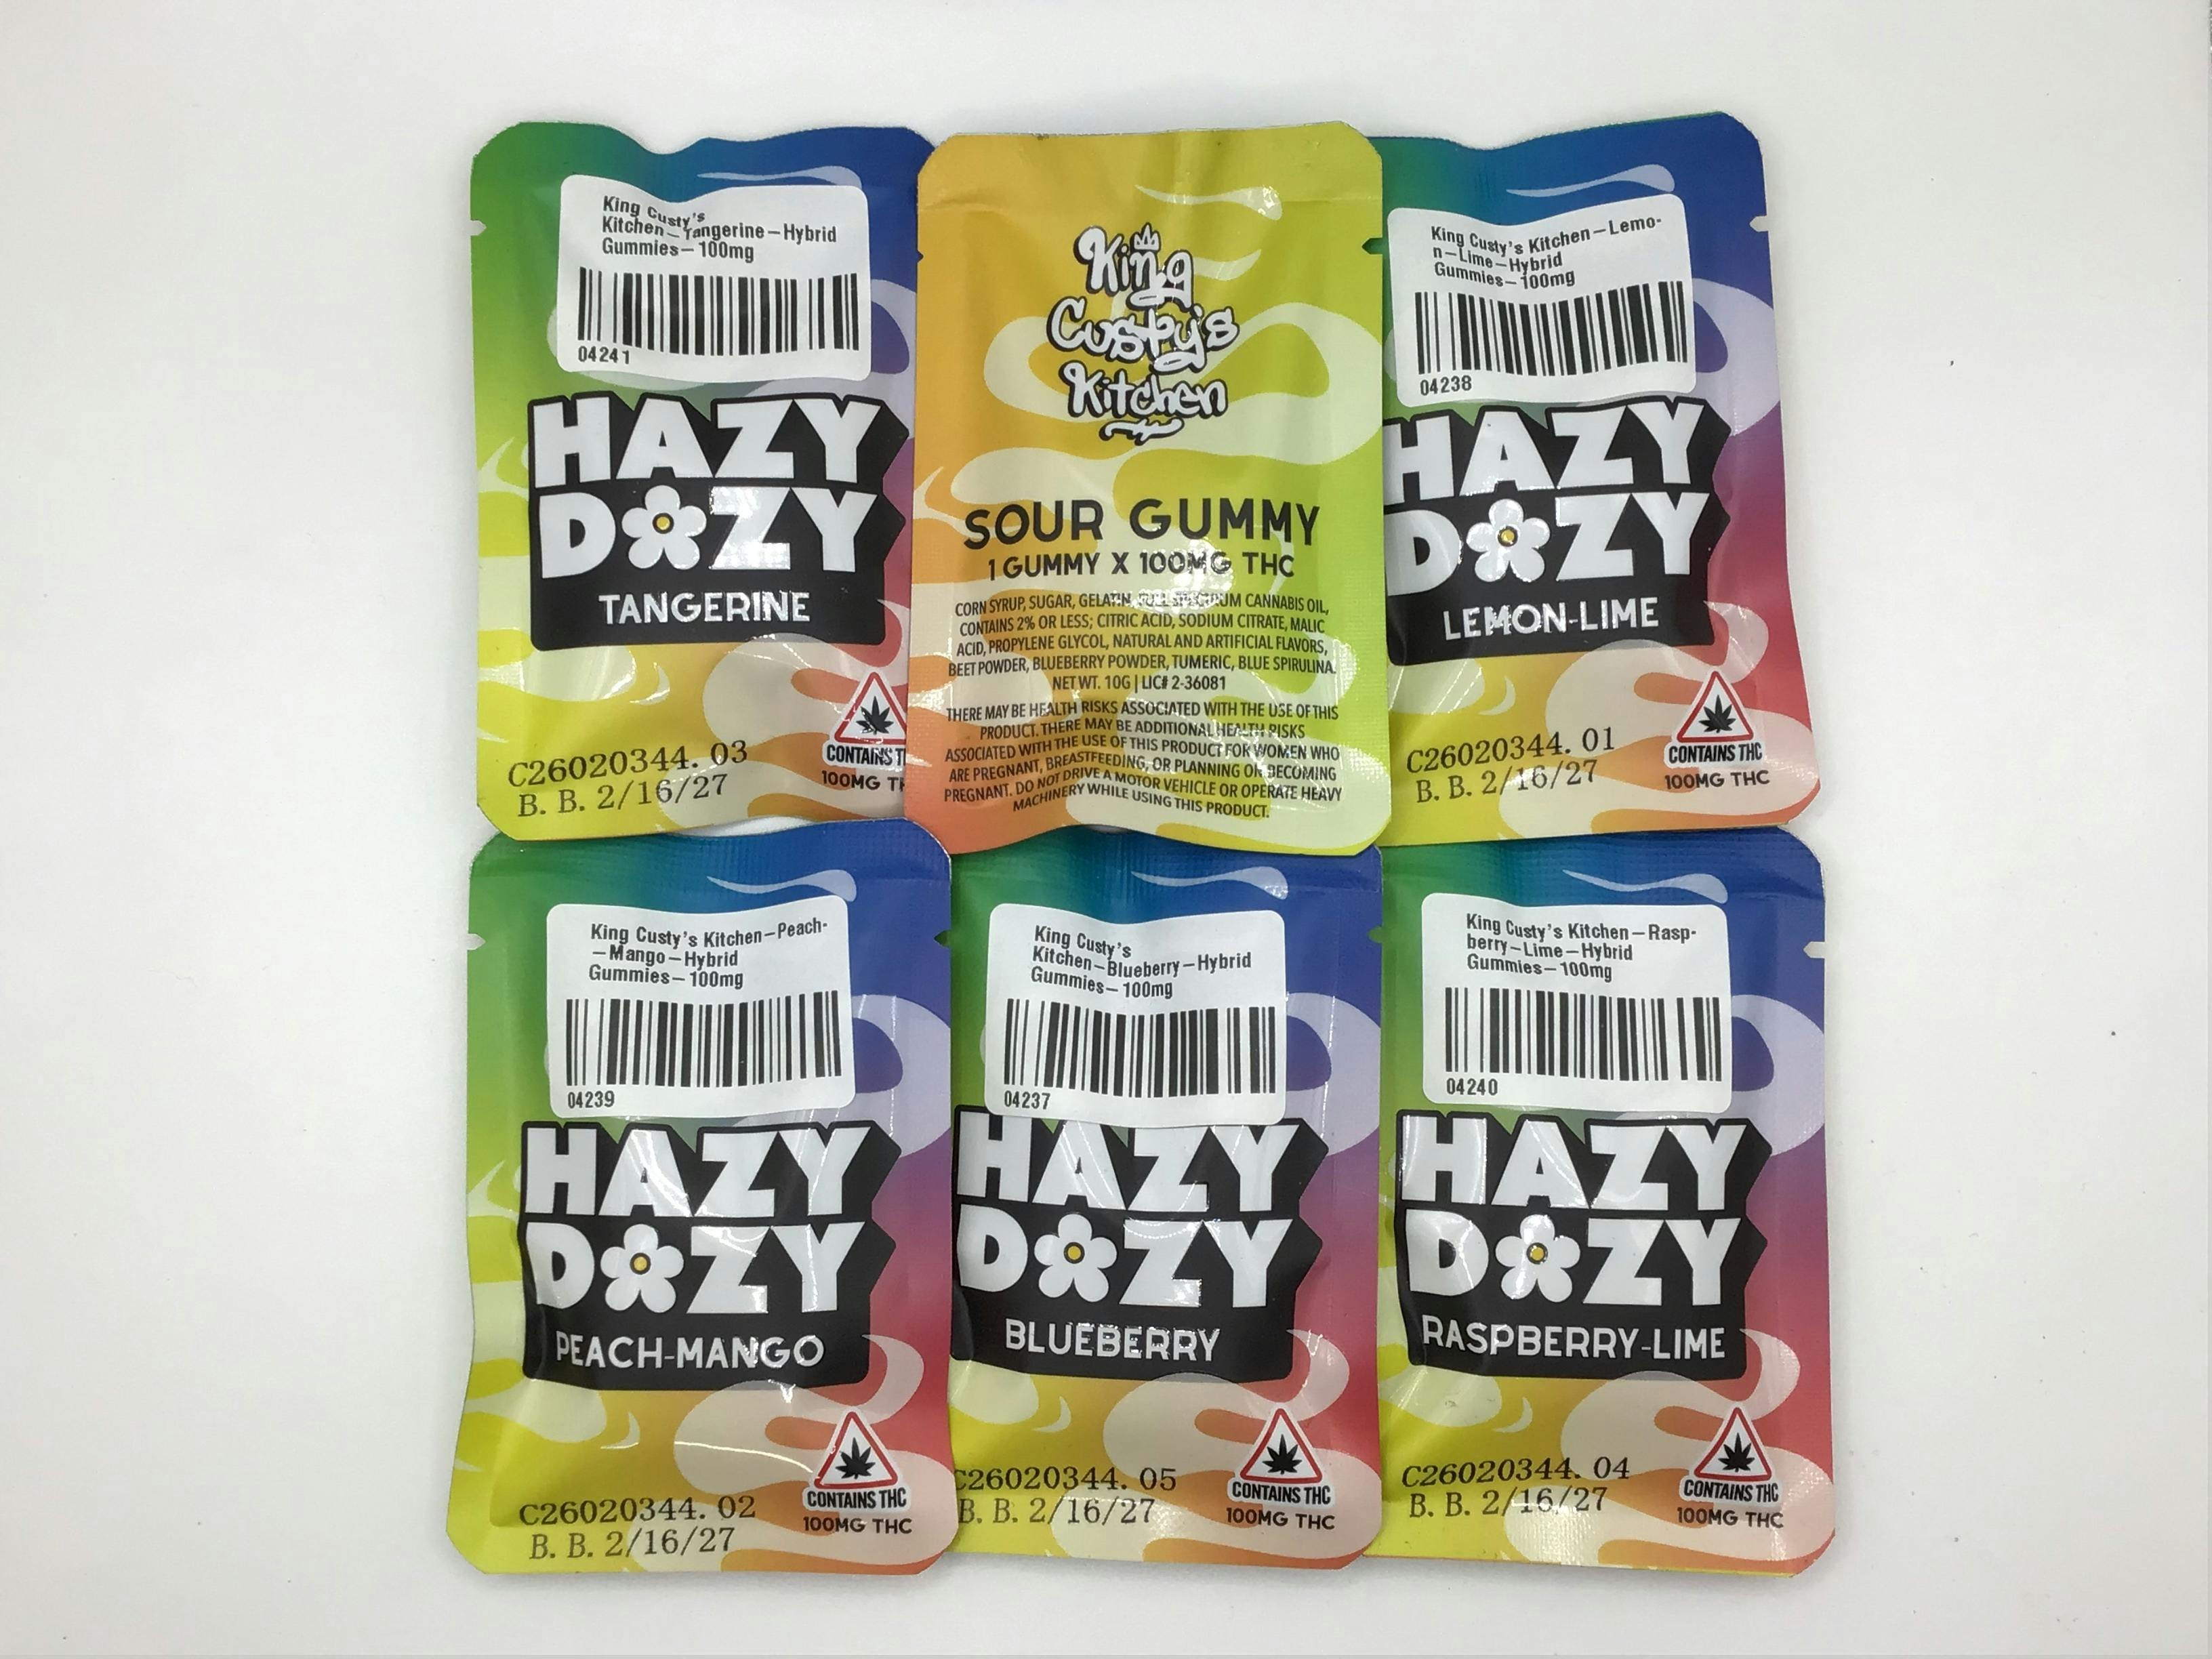 King Custy's
Kitchen-Tangerine-Hybrid
Gummies-100mg
04241
HAZY
DOZY
TANGERINE
CONTAINS T
100MG TH
C26020344. 03
B. B. 2/16/27
King
Custy's
Kitchen
SOUR GUMMY
1 GUMMY X 100MG THC
CORN SYRUP, SUGAR, GELATIN, FULL SPECTRUM CANNABIS OIL,
CONTAINS 2% OR LESS; CITRIC ACID, SODIUM CITRATE, MALIC
ACID, PROPYLENE GLYCOL, NATURAL AND ARTIFICIAL FLAVORS,
BEET POWDER, BLUEBERRY POWDER, TUMERIC, BLUE SPIRULINA.
NET WT. 10G | LIC# 2-36081
THERE MAY BE HEALTH RISKS ASSOCIATED WITH THE USE OF THIS
PRODUCT. THERE MAY BE ADDITIONAL HEALTH RISKS
ASSOCIATED WITH THE USE OF THIS PRODUCT FOR WOMEN WHO
ARE PREGNANT, BREASTFEEDING, OR PLANNING ON BECOMING
PREGNANT. DO NOT DRIVE A MOTOR VEHICLE OR OPERATE HEAVY
MACHINERY WHILE USING THIS PRODUCT.
King Custy's Kitchen-Lemo-
n-Lime-Hybrid
Gummies-100mg
04238
HAZY
DOZY
LEMON-LIME
CONTAINS THC
100MG THC
C26020344. 01
B. B. 2/16/27
King Custy's Kitchen-Peach-
-Mango-Hybrid
Gummies-100mg
04239
HAZY
DOZY
PEACH-MANGO
CONTAINS THC
100MG THC
C26020344. 02
B. B. 2/16/27
King Custy's
Kitchen-Blueberry-Hybrid
Gummies-100mg
04237
HAZY
DOZY
BLUEBERRY
CONTAINS THC
100MG THC
C26020344. 05
B. B. 2/16/27
King Custy's Kitchen-Rasp-
berry-Lime-Hybrid
Gummies-100mg
04240
HAZY
DOZY
RASPBERRY-LIME
CONTAINS THC
100MG THC
C26020344. 04
B. B. 2/16/27